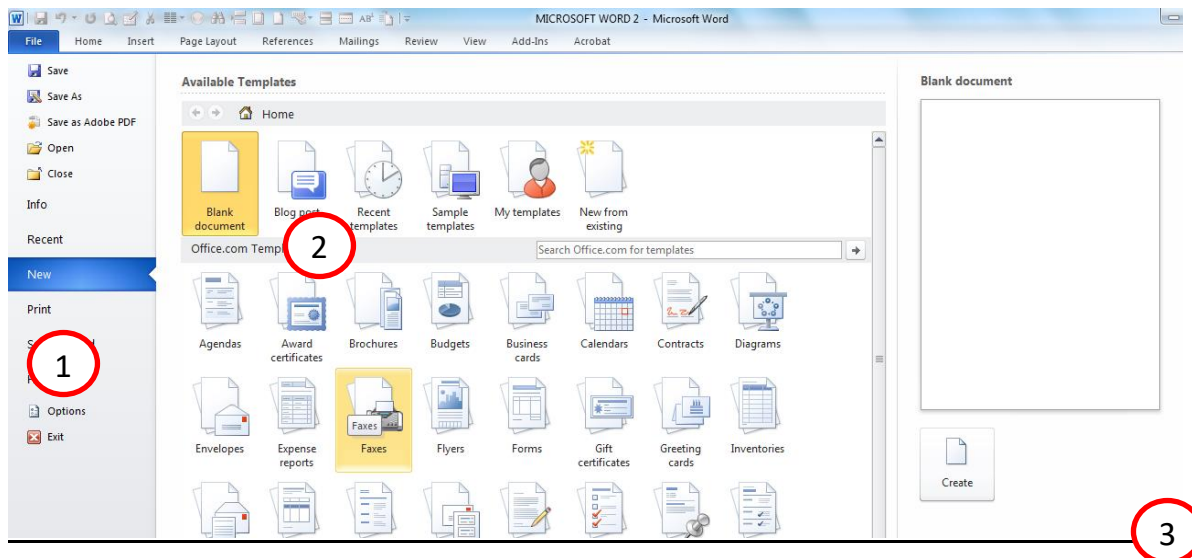 MICROSOFT WORD 2 - Microsoft Word
File Home Insert Page Layout References Mailings Review View Add-Ins Acrobat
Save
Save As
Save as Adobe PDF
Open
Close
Info
Recent
New
Print
1
Options
Exit
Available Templates
Home
Blank document
Blog post
Recent templates
Sample templates
My templates
New from existing
Office.com
2
Search Office.com for templates
Agendas
Award certificates
Brochures
Budgets
Business cards
Calendars
Contracts
Diagrams
Envelopes
Expense reports
Faxes
Faxes
Flyers
Forms
Gift certificates
Greeting cards
Inventories
Blank document
Create
3